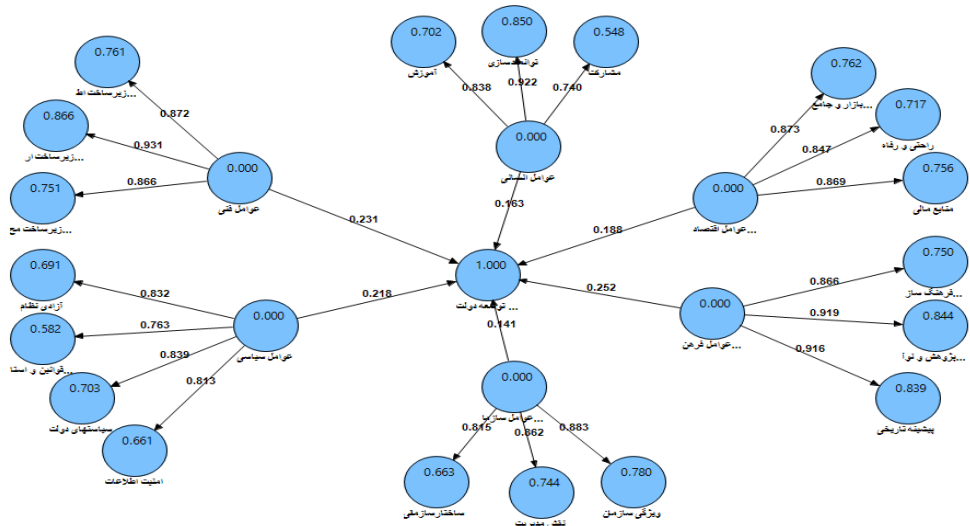 0.761
زیرساخت اط...
0.872
0.866
زیرساخت ار...
0.931
0.751
زیرساخت مح...
0.866
0.000
عوامل فنی
0.231
0.702
آموزش
0.838
0.850
توانمندسازی
0.922
0.548
مشارکت
0.740
0.000
عوامل انسانی
0.163
0.762
بازار و جامع...
0.873
0.717
راحتی و رفاه
0.847
0.756
منابع مالی
0.869
0.000
عوامل اقتصاد...
0.188
1.000
توسعه دولت ...
0.691
آزادی نظام
0.832
0.582
قوانین و استا...
0.763
0.703
سیاستهای دولت
0.839
0.661
امنیت اطلاعات
0.813
0.000
عوامل سیاسی
0.218
0.750
فرهنگ ساز...
0.866
0.844
پژوهش و نوآ...
0.919
0.839
پیشینه تاریخی
0.916
0.000
عوامل فرهن...
0.252
0.141
0.000
عوامل سازما...
0.815
0.862
0.883
0.663
ساختارسازمانی
0.744
نقش مدیریت
0.780
ویژگی سازمان